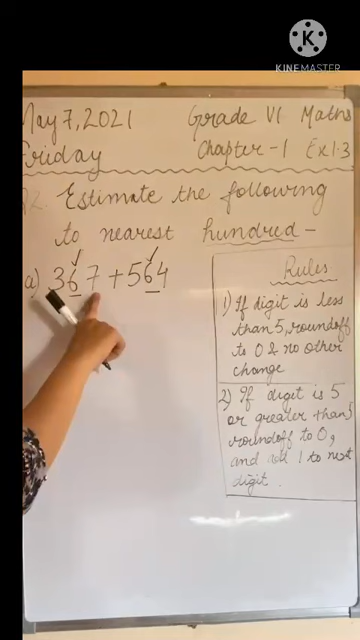 KINEMASTER
May 7, 2021 Grade VI Maths
Friday Chapter-1 Ex1.3
Q2. Estimate the following
to nearest hundred -
a) 367 + 564
Rules
1) If digit is less
than 5, roundoff
to 0 & no other
change
2) If digit is 5
or greater than 5
roundoff to 0,
and add 1 to next
digit.